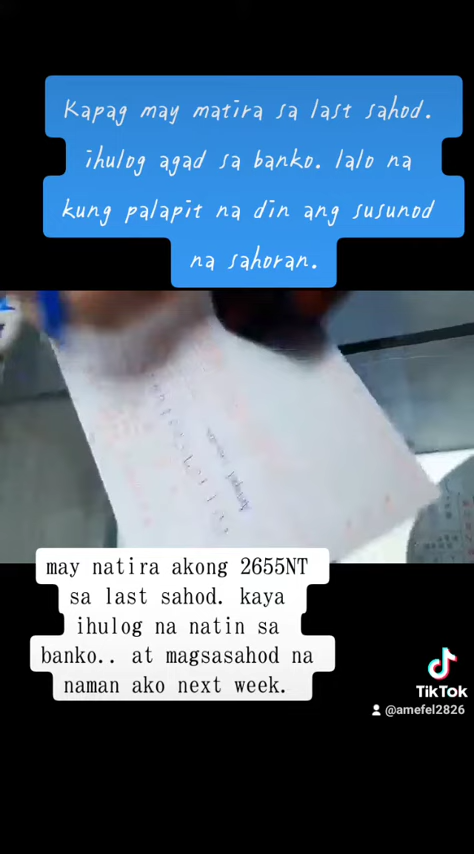 Kapag may matira sa last sahod.
ihulog agad sa banko. lalo na
kung palapit na din ang susunod
na sahoran.
may natira akong 2655NT
sa last sahod. kaya
ihulog na natin sa
banko.. at magsasahod na
naman ako next week.
TikTok
@amefel2826